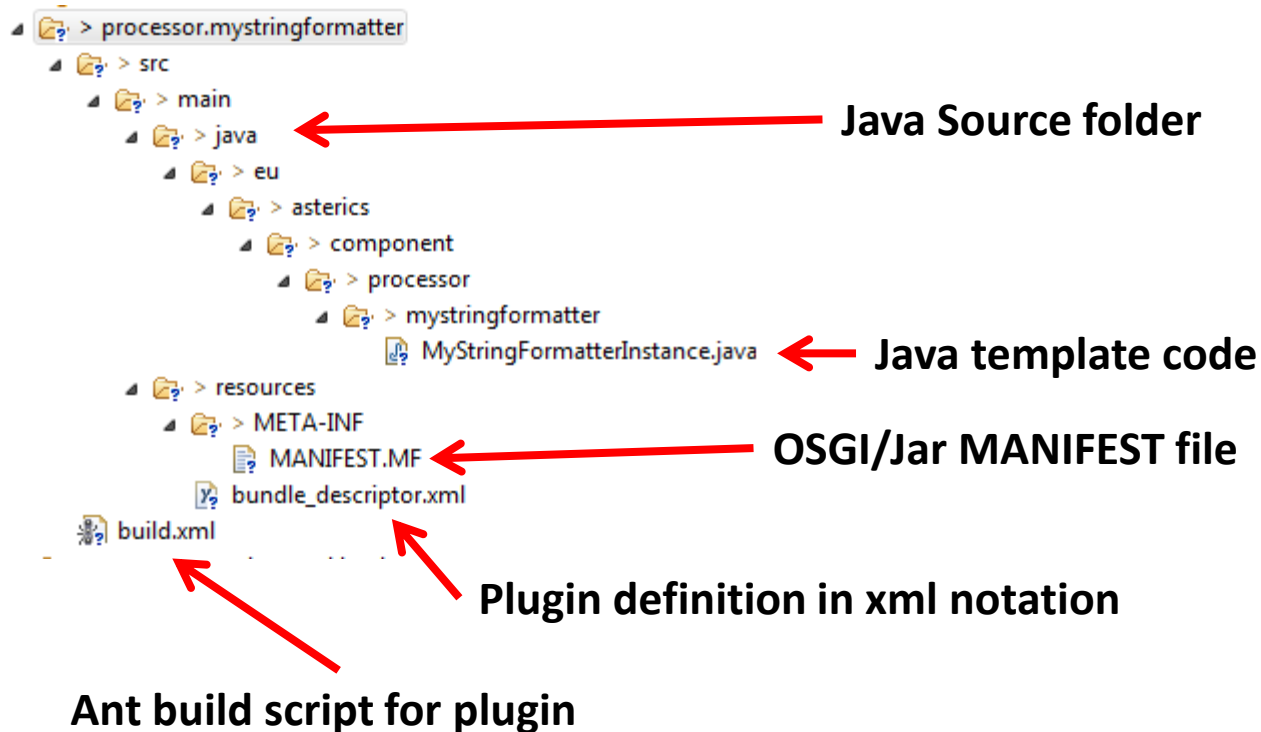 > processor.mystringformatter
> src
> main
> java
Java Source folder
> eu
> asterics
> component
> processor
> mystringformatter
MyStringFormatterInstance.java
Java template code
> resources
> META-INF
OSGI/Jar MANIFEST file
MANIFEST.MF
bundle_descriptor.xml
build.xml
Plugin definition in xml notation
Ant build script for plugin